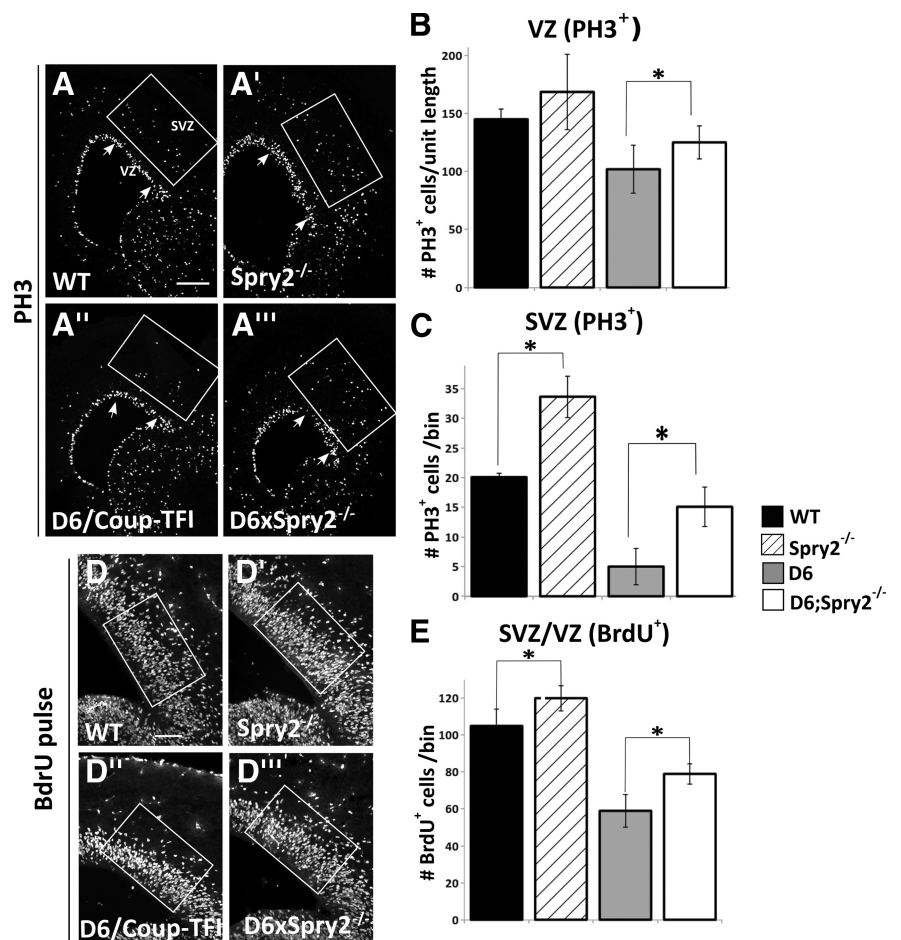 PH3
A
SVZ
VZ
WT
A'
Spry2-/-
A''
D6/Coup-TFI
A'''
D6xSpry2-/-
BdrU pulse
D
WT
D'
Spry2-/-
D''
D6/Coup-TFI
D'''
D6xSpry2-/-
B
VZ (PH3+)
# PH3+ cells/unit length
200
150
100
50
0
*
C
SVZ (PH3+)
# PH3+ cells /bin
35
30
25
20
15
10
5
0
*
*
WT
Spry2-/-
D6
D6;Spry2-/-
E
SVZ/VZ (BrdU+)
# BrdU+ cells /bin
120
100
80
60
40
20
0
*
*